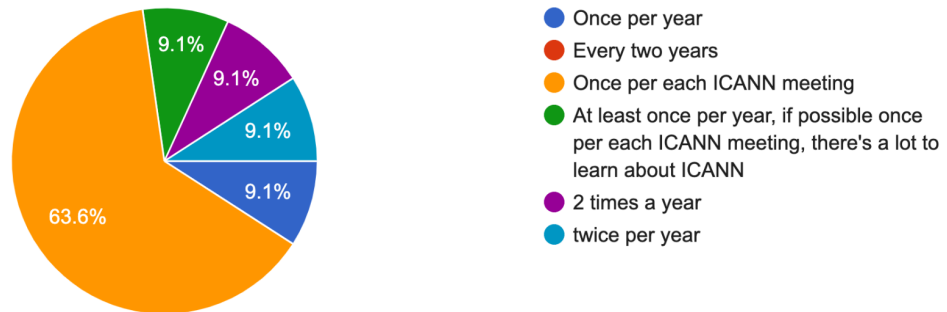 9.1%
9.1%
9.1%
9.1%
63.6%
Once per year
Every two years
Once per each ICANN meeting
At least once per year, if possible once
per each ICANN meeting, there's a lot to
learn about ICANN
2 times a year
twice per year